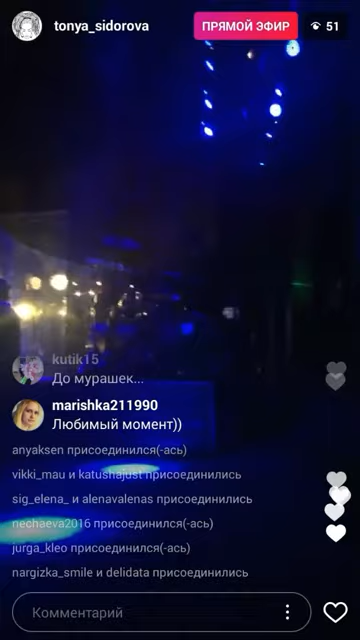 tonya_sidorova
ПРЯМОЙ ЭФИР
51
kutik15
До мурашек...
marishka211990
Любимый момент))
anyaksen присоединился(-ась)
vikki_mau и katushajust присоединились
sig_elena_ и alenavalenas присоединились
nechaeva2016 присоединился(-ась)
jurga_kleo присоединился(-ась)
nargizka_smile и delidata присоединились
Комментарий